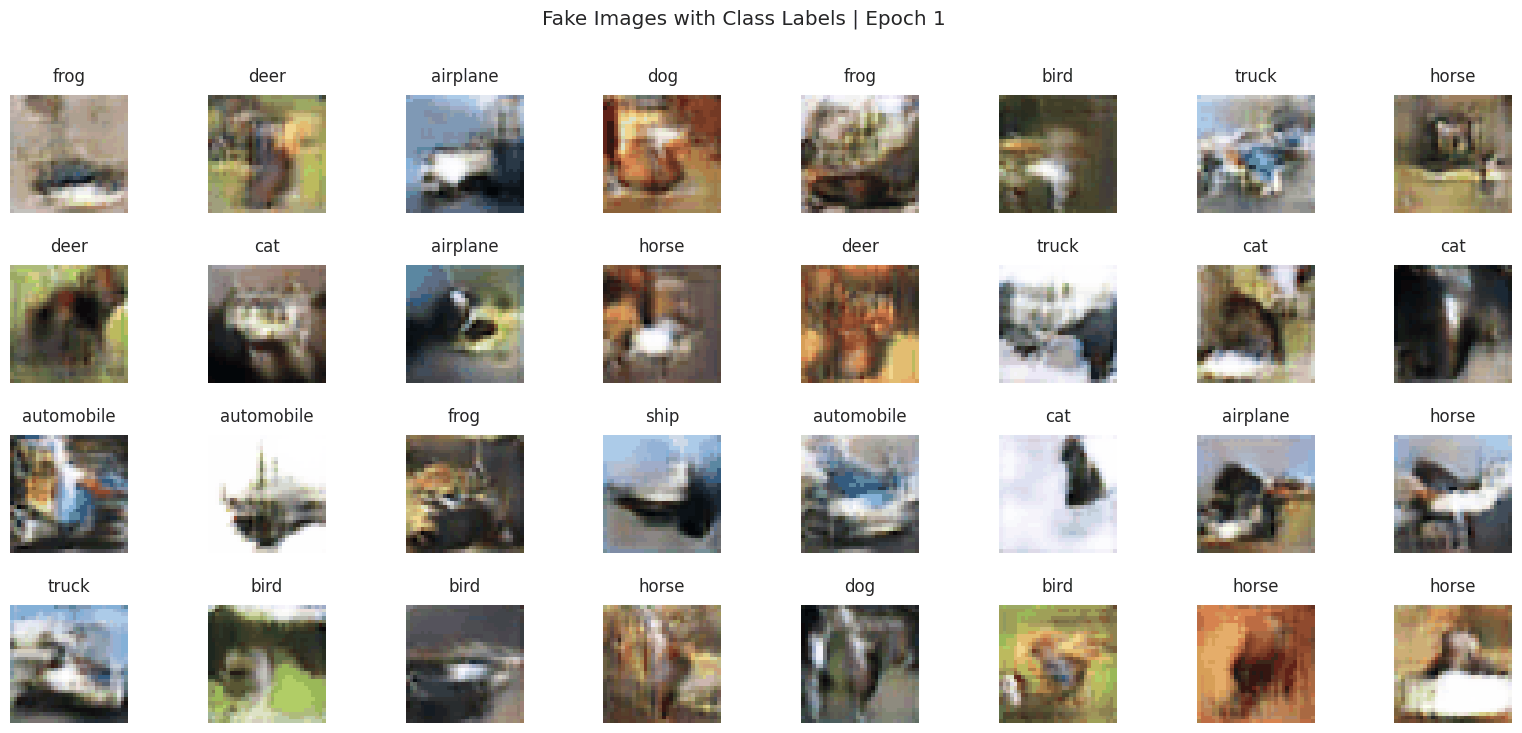 Fake Images with Class Labels | Epoch 1
frog deer airplane dog frog bird truck horse
deer cat airplane horse deer truck cat cat
automobile automobile frog ship automobile cat airplane horse
truck bird bird horse dog bird horse horse